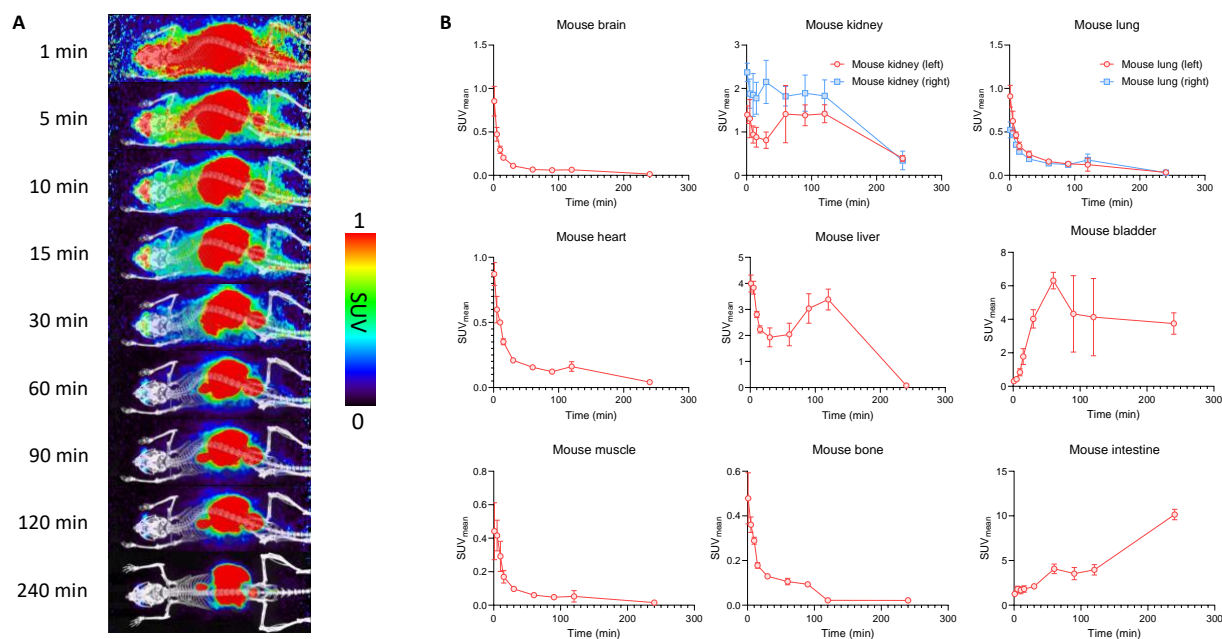 A
1 min
5 min
10 min
15 min
30 min
60 min
90 min
120 min
240 min
1
SUV
0
B
Mouse brain
SUVmean
1.5
1.0
0.5
0.0
0 100 200 300
Time (min)
Mouse kidney
SUVmean
3
2
1
0
0 100 200 300
Time (min)
Mouse kidney (left)
Mouse kidney (right)
Mouse lung
SUVmean
1.5
1.0
0.5
0.0
0 100 200 300
Time (min)
Mouse lung (left)
Mouse lung (right)
Mouse heart
SUVmean
1.0
0.5
0.0
0 100 200 300
Time (min)
Mouse liver
SUVmean
5
4
3
2
1
0
0 100 200 300
Time (min)
Mouse bladder
SUVmean
8
6
4
2
0
0 100 200 300
Time (min)
Mouse muscle
SUVmean
0.8
0.6
0.4
0.2
0.0
0 100 200 300
Time (min)
Mouse bone
SUVmean
0.6
0.4
0.2
0.0
0 100 200 300
Time (min)
Mouse intestine
SUVmean
15
10
5
0
0 100 200 300
Time (min)